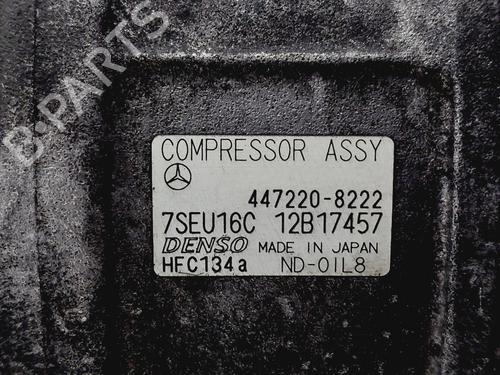 B-PARTS
COMPRESSOR ASSY
447220-8222
7SEU16C 12B17457
DENSO MADE IN JAPAN
HFC134a ND-OIL8